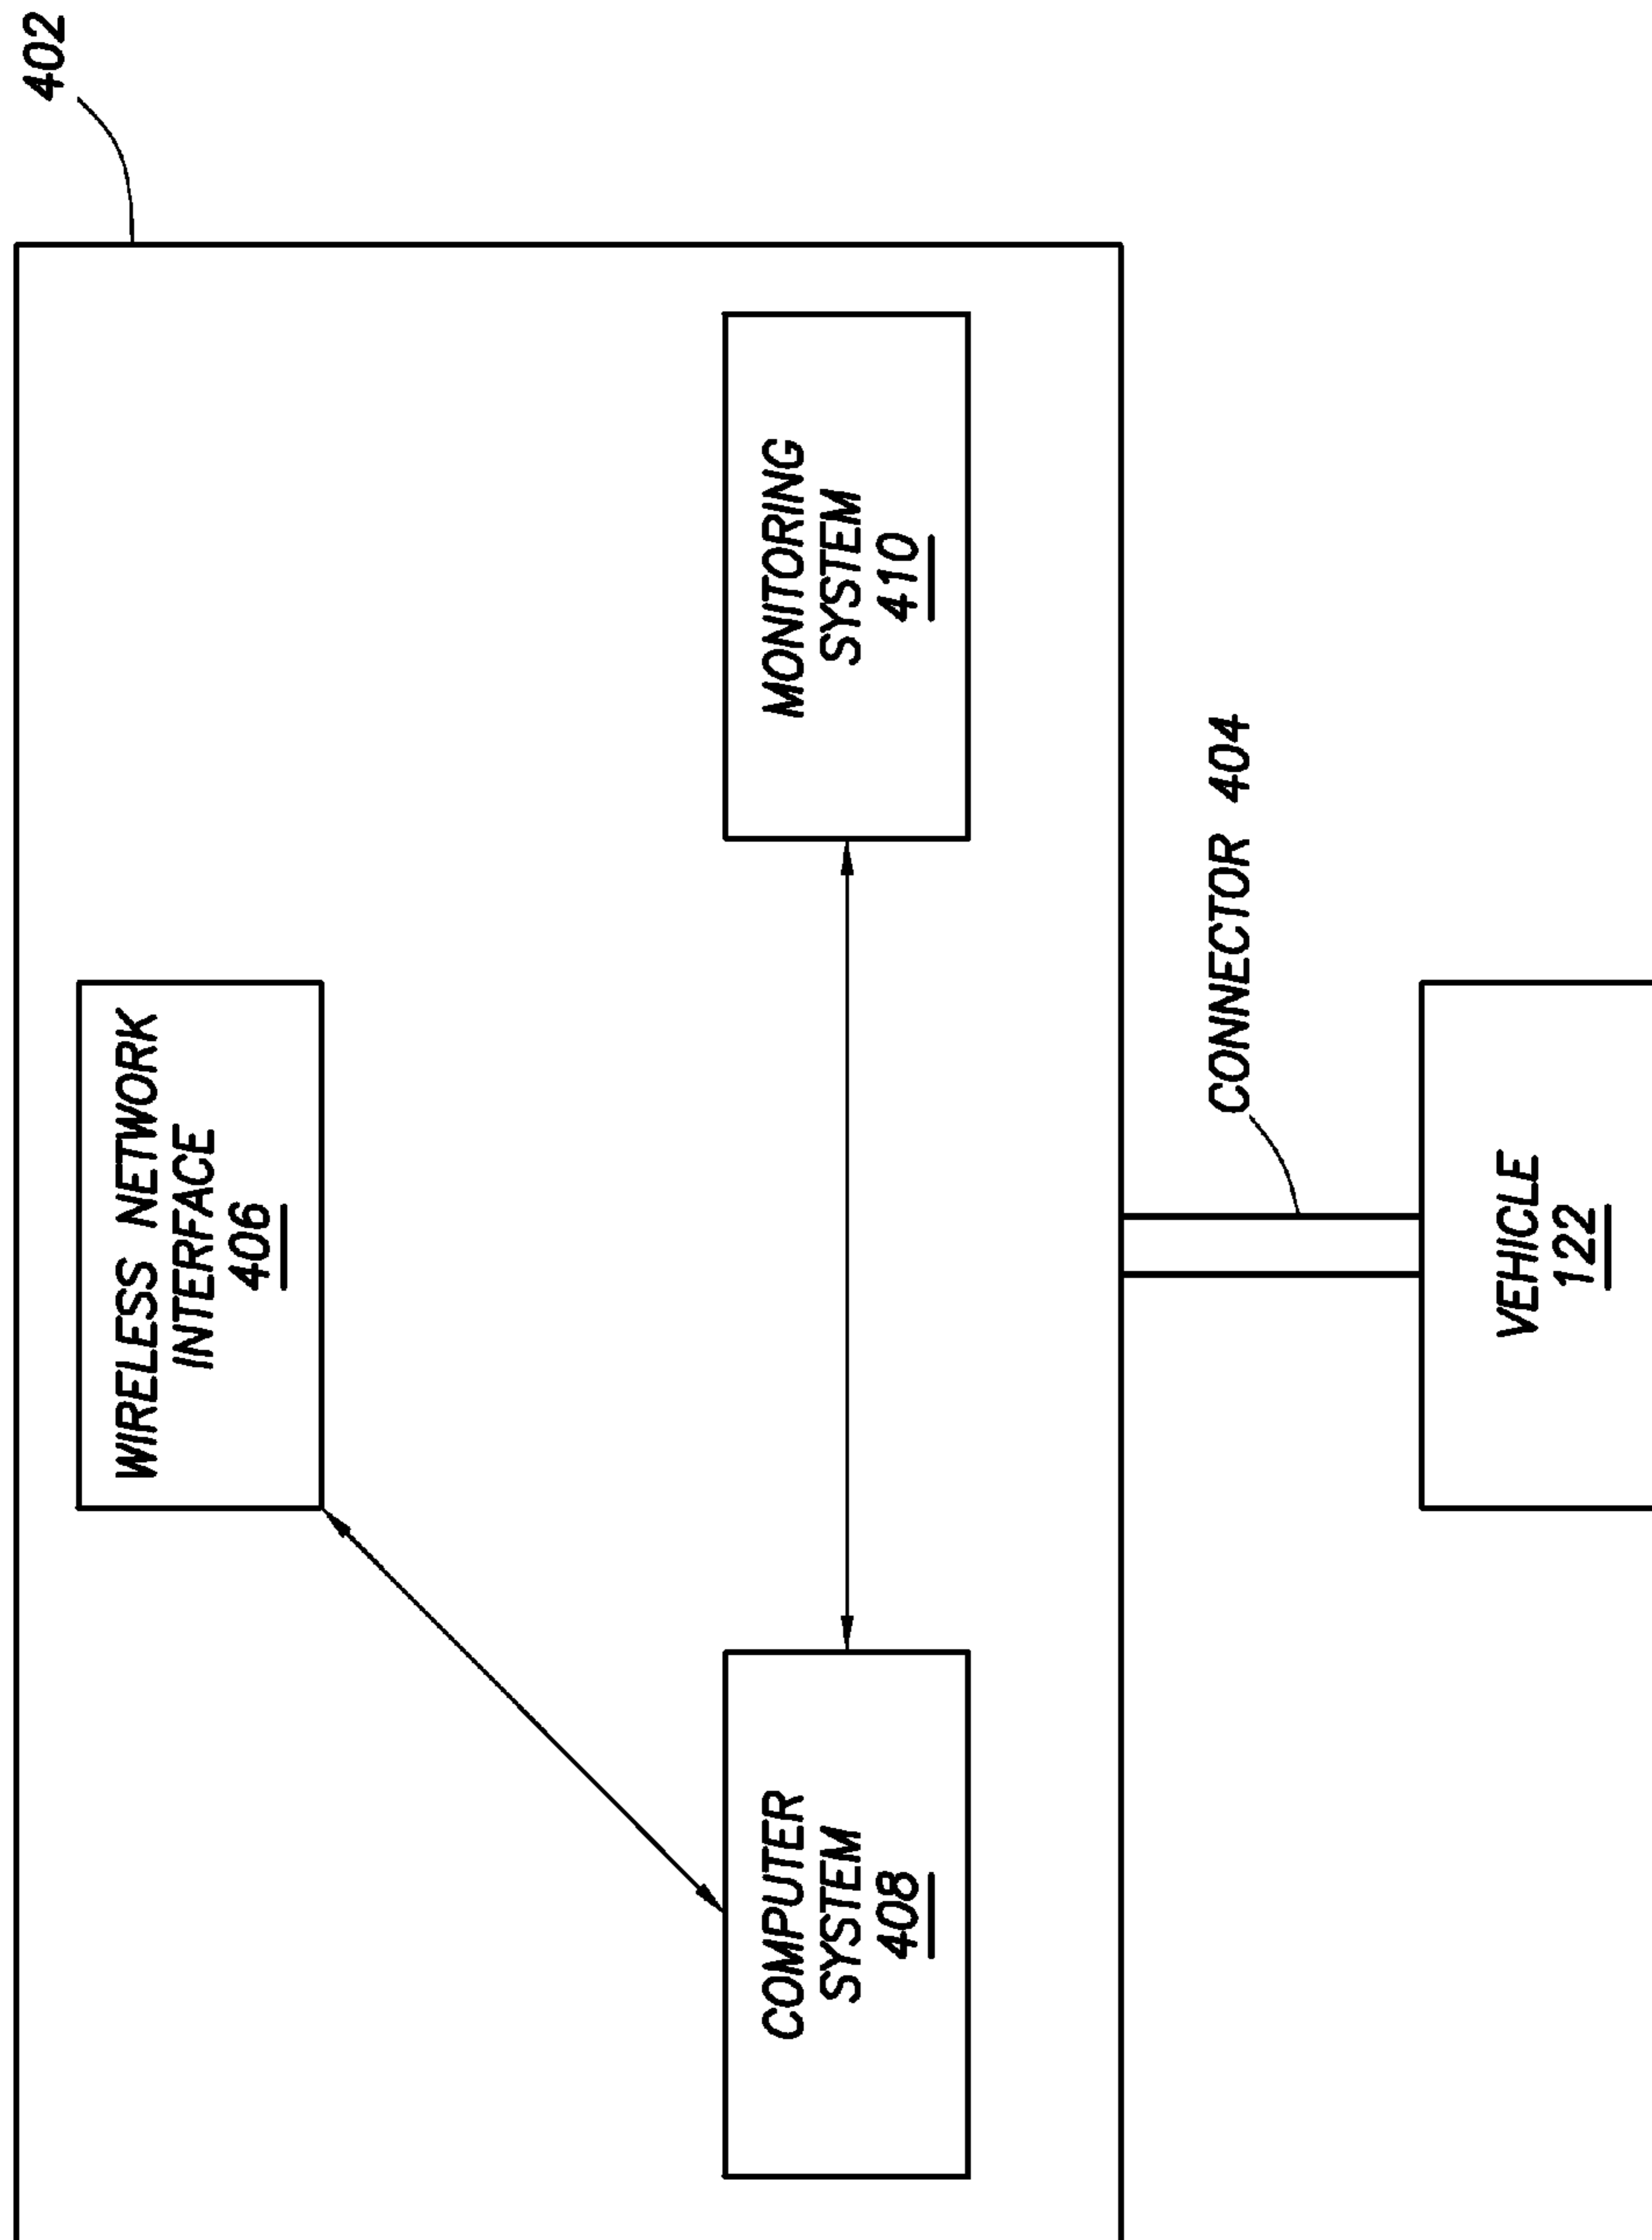 402
WIRELESS NETWORK
INTERFACE
406
COMPUTER
SYSTEM
408
MONITORING
SYSTEM
410
CONNECTOR 404
VEHICLE
122